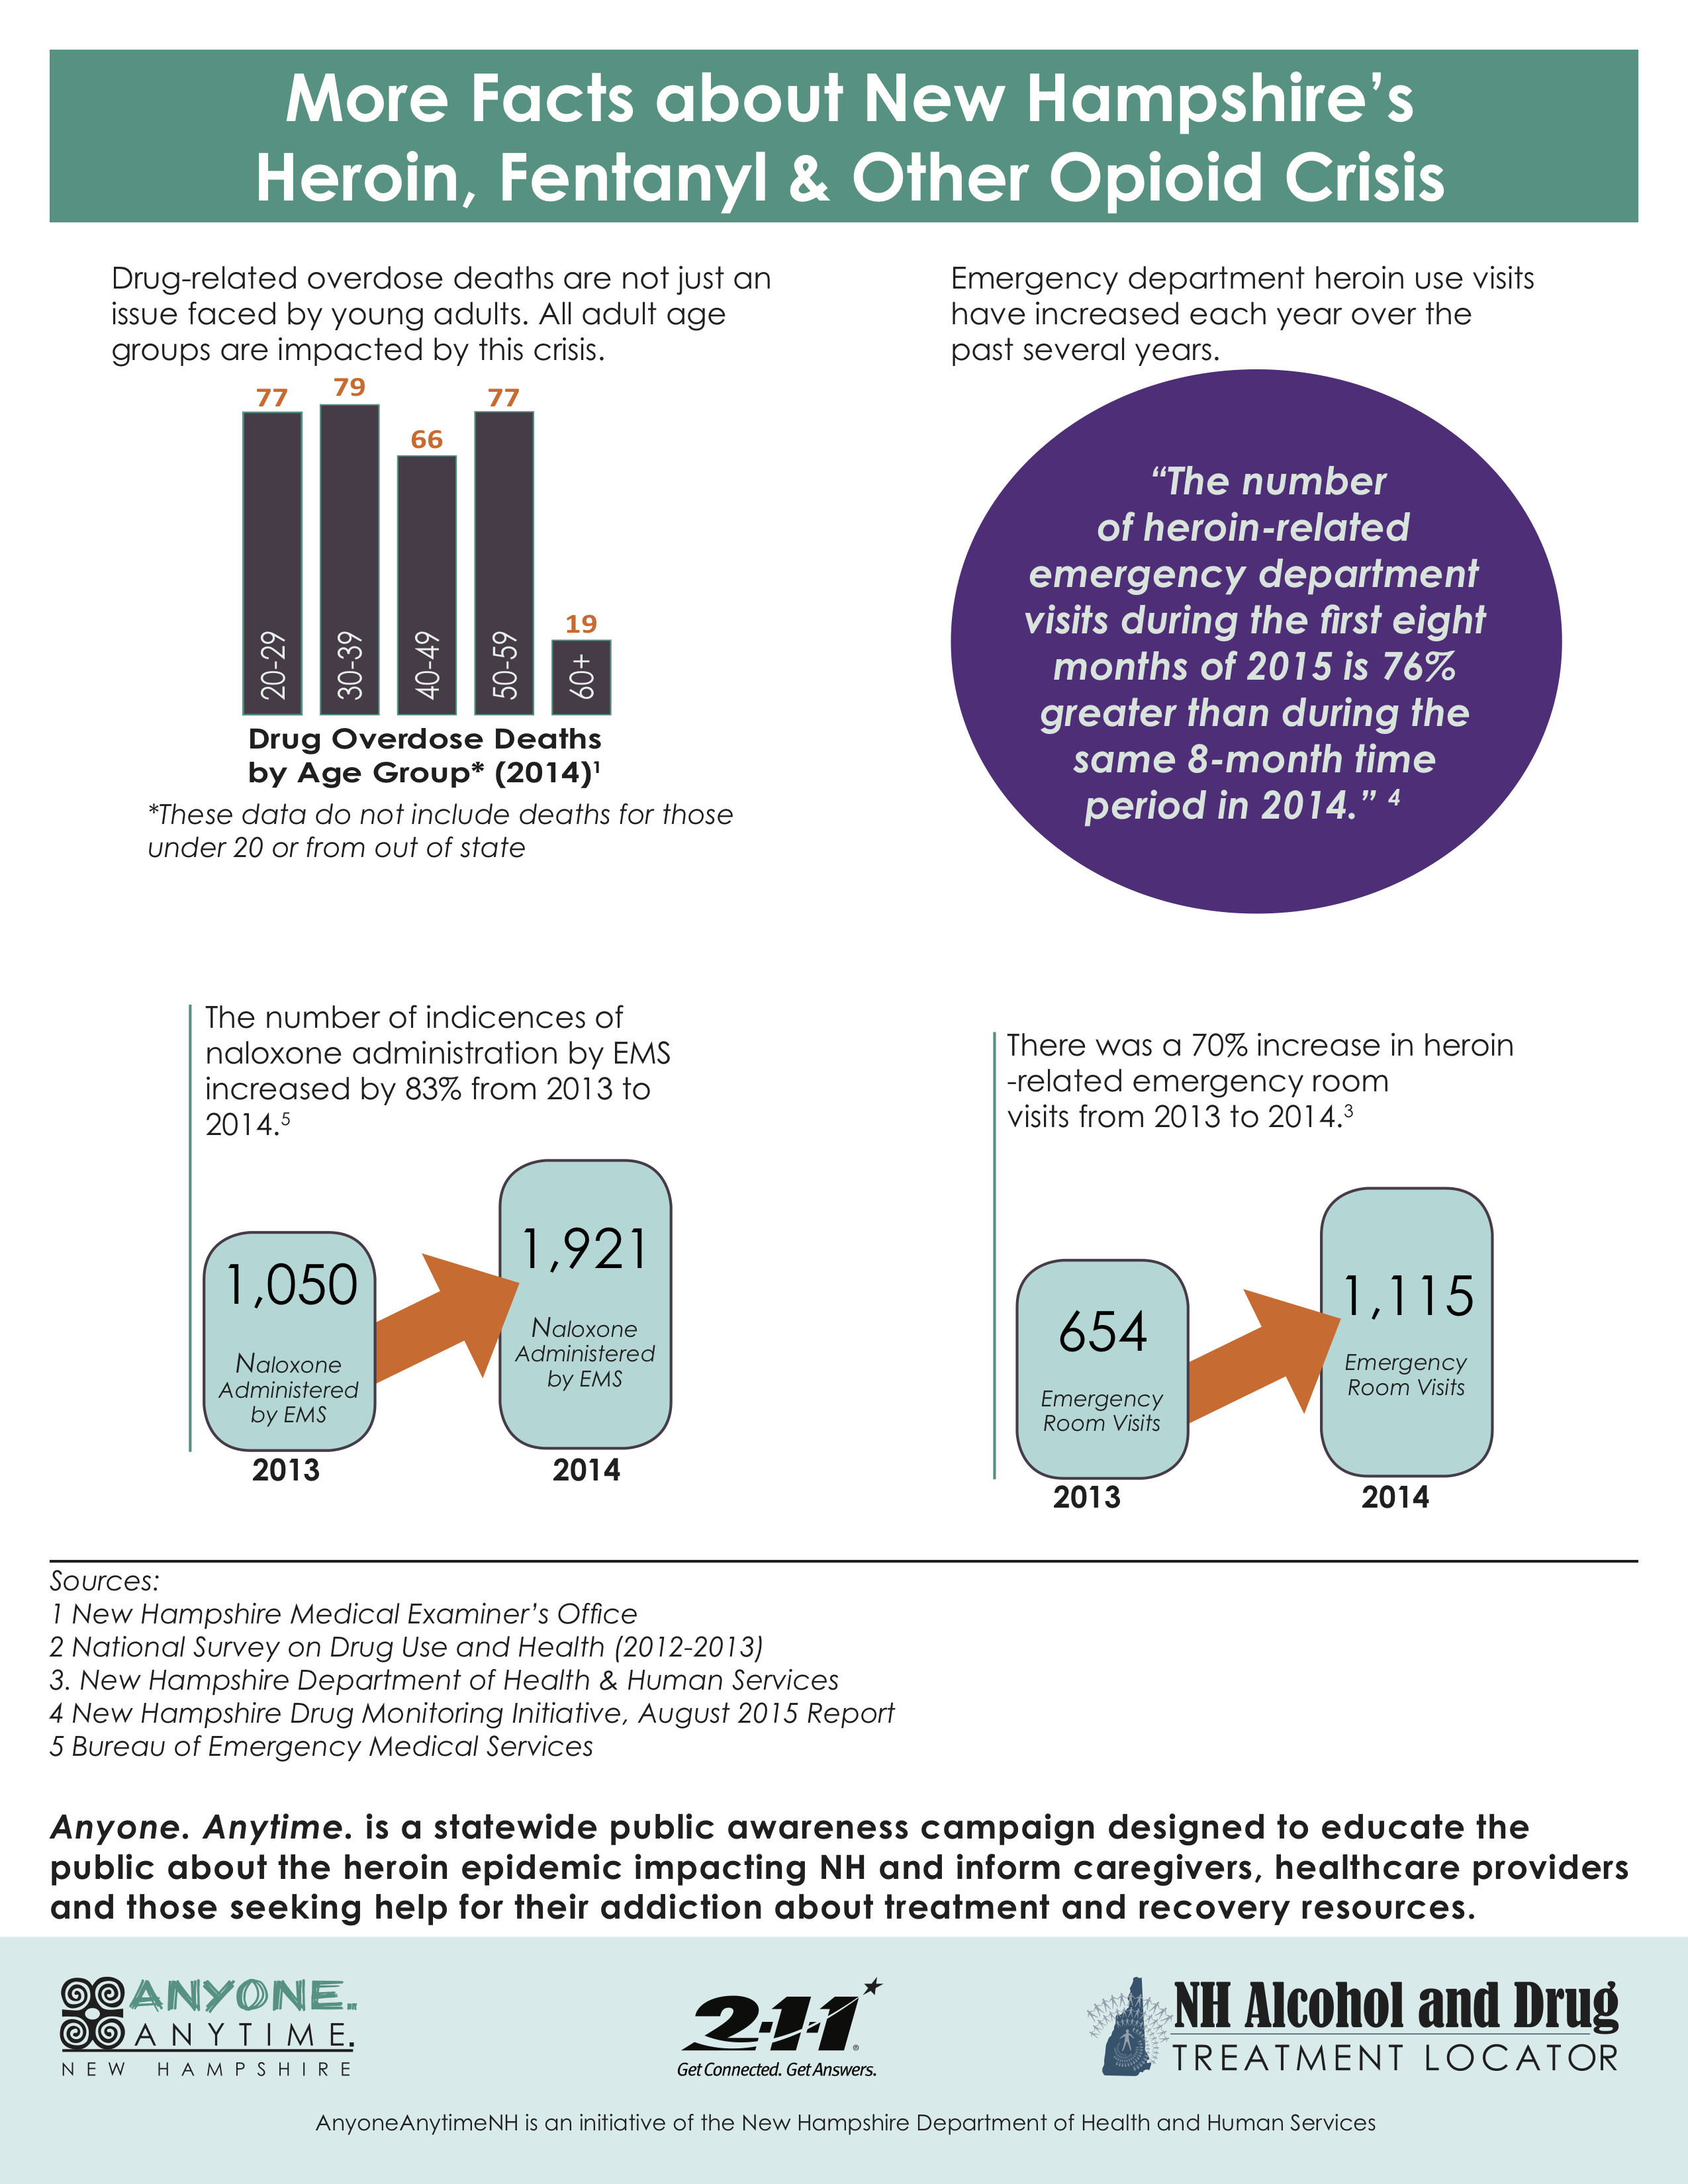 More Facts about New Hampshire’s
Heroin, Fentanyl & Other Opioid Crisis
Drug-related overdose deaths are not just an
issue faced by young adults. All adult age
groups are impacted by this crisis.
77
79
66
77
19
20-29
30-39
40-49
50-59
60+
Drug Overdose Deaths
by Age Group* (2014)¹
*These data do not include deaths for those
under 20 or from out of state
Emergency department heroin use visits
have increased each year over the
past several years.
“The number
of heroin-related
emergency department
visits during the first eight
months of 2015 is 76%
greater than during the
same 8-month time
period in 2014.” ⁴
The number of indicences of
naloxone administration by EMS
increased by 83% from 2013 to
2014.⁵
1,050
Naloxone
Administered
by EMS
2013
1,921
Naloxone
Administered
by EMS
2014
There was a 70% increase in heroin
-related emergency room
visits from 2013 to 2014.³
654
Emergency
Room Visits
2013
1,115
Emergency
Room Visits
2014
Sources:
1 New Hampshire Medical Examiner’s Office
2 National Survey on Drug Use and Health (2012-2013)
3. New Hampshire Department of Health & Human Services
4 New Hampshire Drug Monitoring Initiative, August 2015 Report
5 Bureau of Emergency Medical Services
Anyone. Anytime. is a statewide public awareness campaign designed to educate the
public about the heroin epidemic impacting NH and inform caregivers, healthcare providers
and those seeking help for their addiction about treatment and recovery resources.
ANYONE.
ANYTIME.
NEW HAMPSHIRE
2-1-1®
Get Connected. Get Answers.
NH Alcohol and Drug
TREATMENT LOCATOR
AnyoneAnytimeNH is an initiative of the New Hampshire Department of Health and Human Services